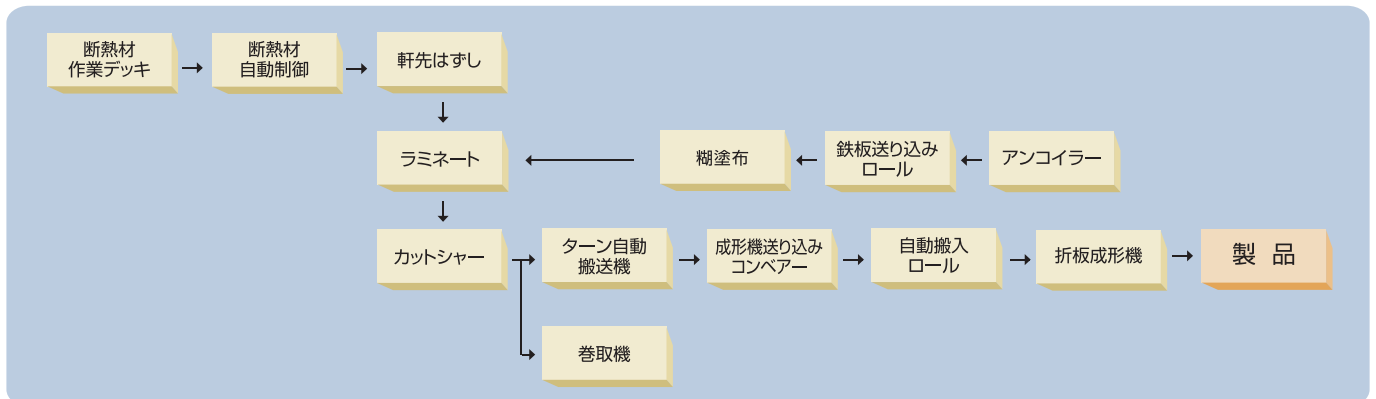 断熱材
作業デッキ
断熱材
自動制御
軒先はずし
ラミネート
糊塗布
鉄板送り込み
ロール
アンコイラー
カットシャー
ターン自動
搬送機
成形機送り込み
コンベアー
自動搬入
ロール
折板成形機
製 品
巻取機